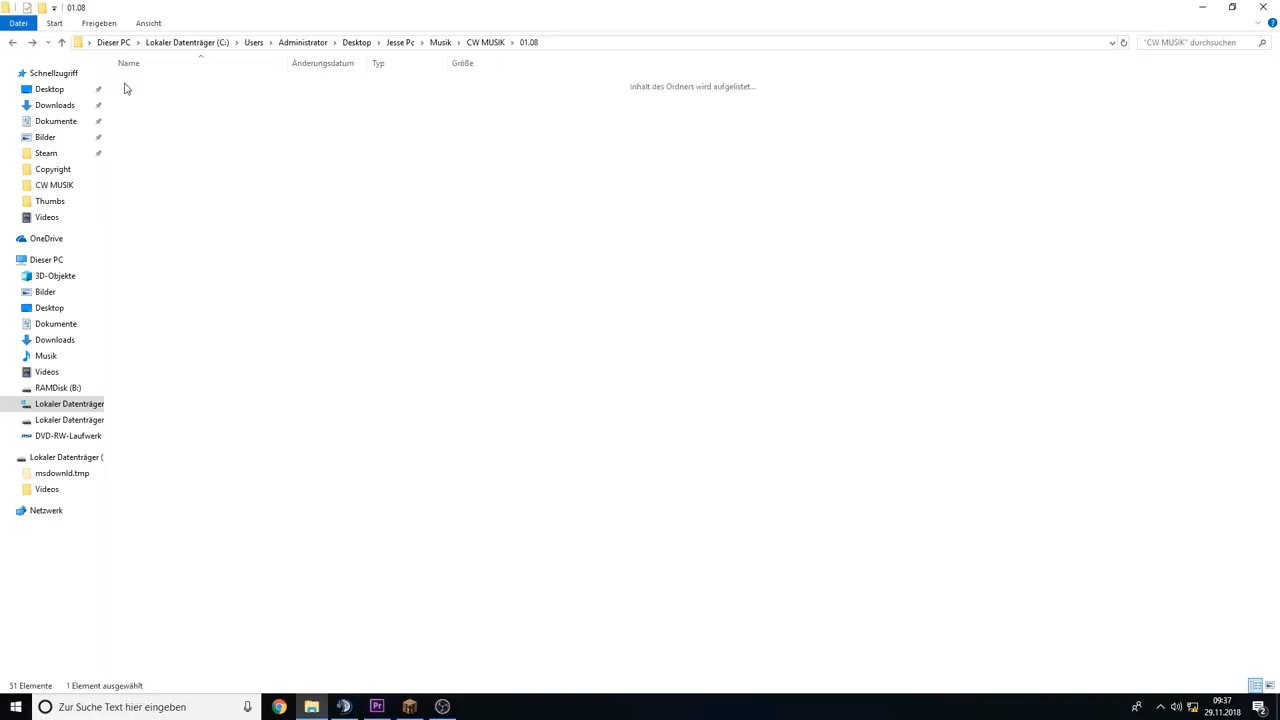 01.08
Datei Start Freigeben Ansicht
Dieser PC Lokaler Datenträger (C:) Users Administrator Desktop Jesse Pc Musik CW MUSIK 01.08 "CW MUSIK" durchsuchen
Name Änderungsdatum Typ Größe
Inhalt des Ordners wird aufgelistet...
Schnellzugriff
Desktop
Downloads
Dokumente
Bilder
Steam
Copyright
CW MUSIK
Thumbs
Videos
OneDrive
Dieser PC
3D-Objekte
Bilder
Desktop
Dokumente
Downloads
Musik
Videos
RAMDisk (B:)
Lokaler Datenträger
Lokaler Datenträger
DVD-RW-Laufwerk
Lokaler Datenträger (
msdownld.tmp
Videos
Netzwerk
51 Elemente 1 Element ausgewählt
Zur Suche Text hier eingeben Pr 09:37
29.11.2018 2